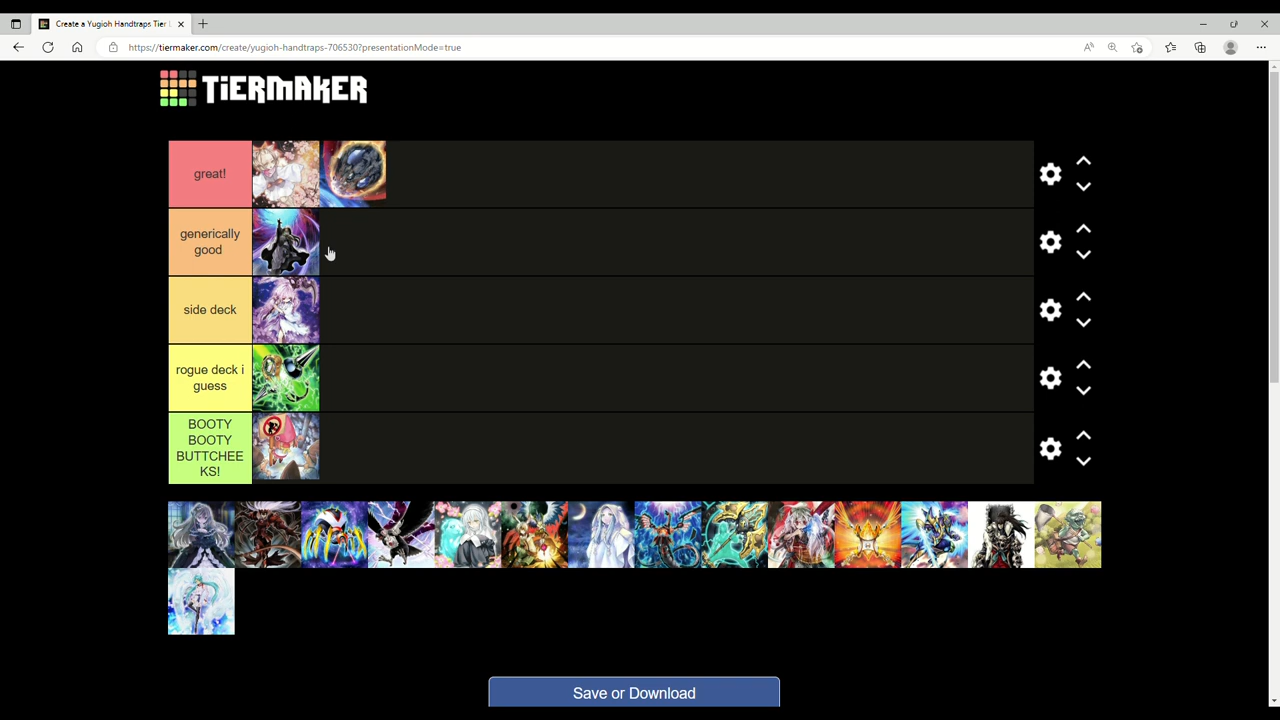 Create a Yugioh Handtraps Tier L
https://tiermaker.com/create/yugioh-handtraps-706530?presentationMode=true
TIERMAKER
great!
generically
good
side deck
rogue deck i
guess
BOOTY
BOOTY
BUTTCHEE
KS!
Save or Download